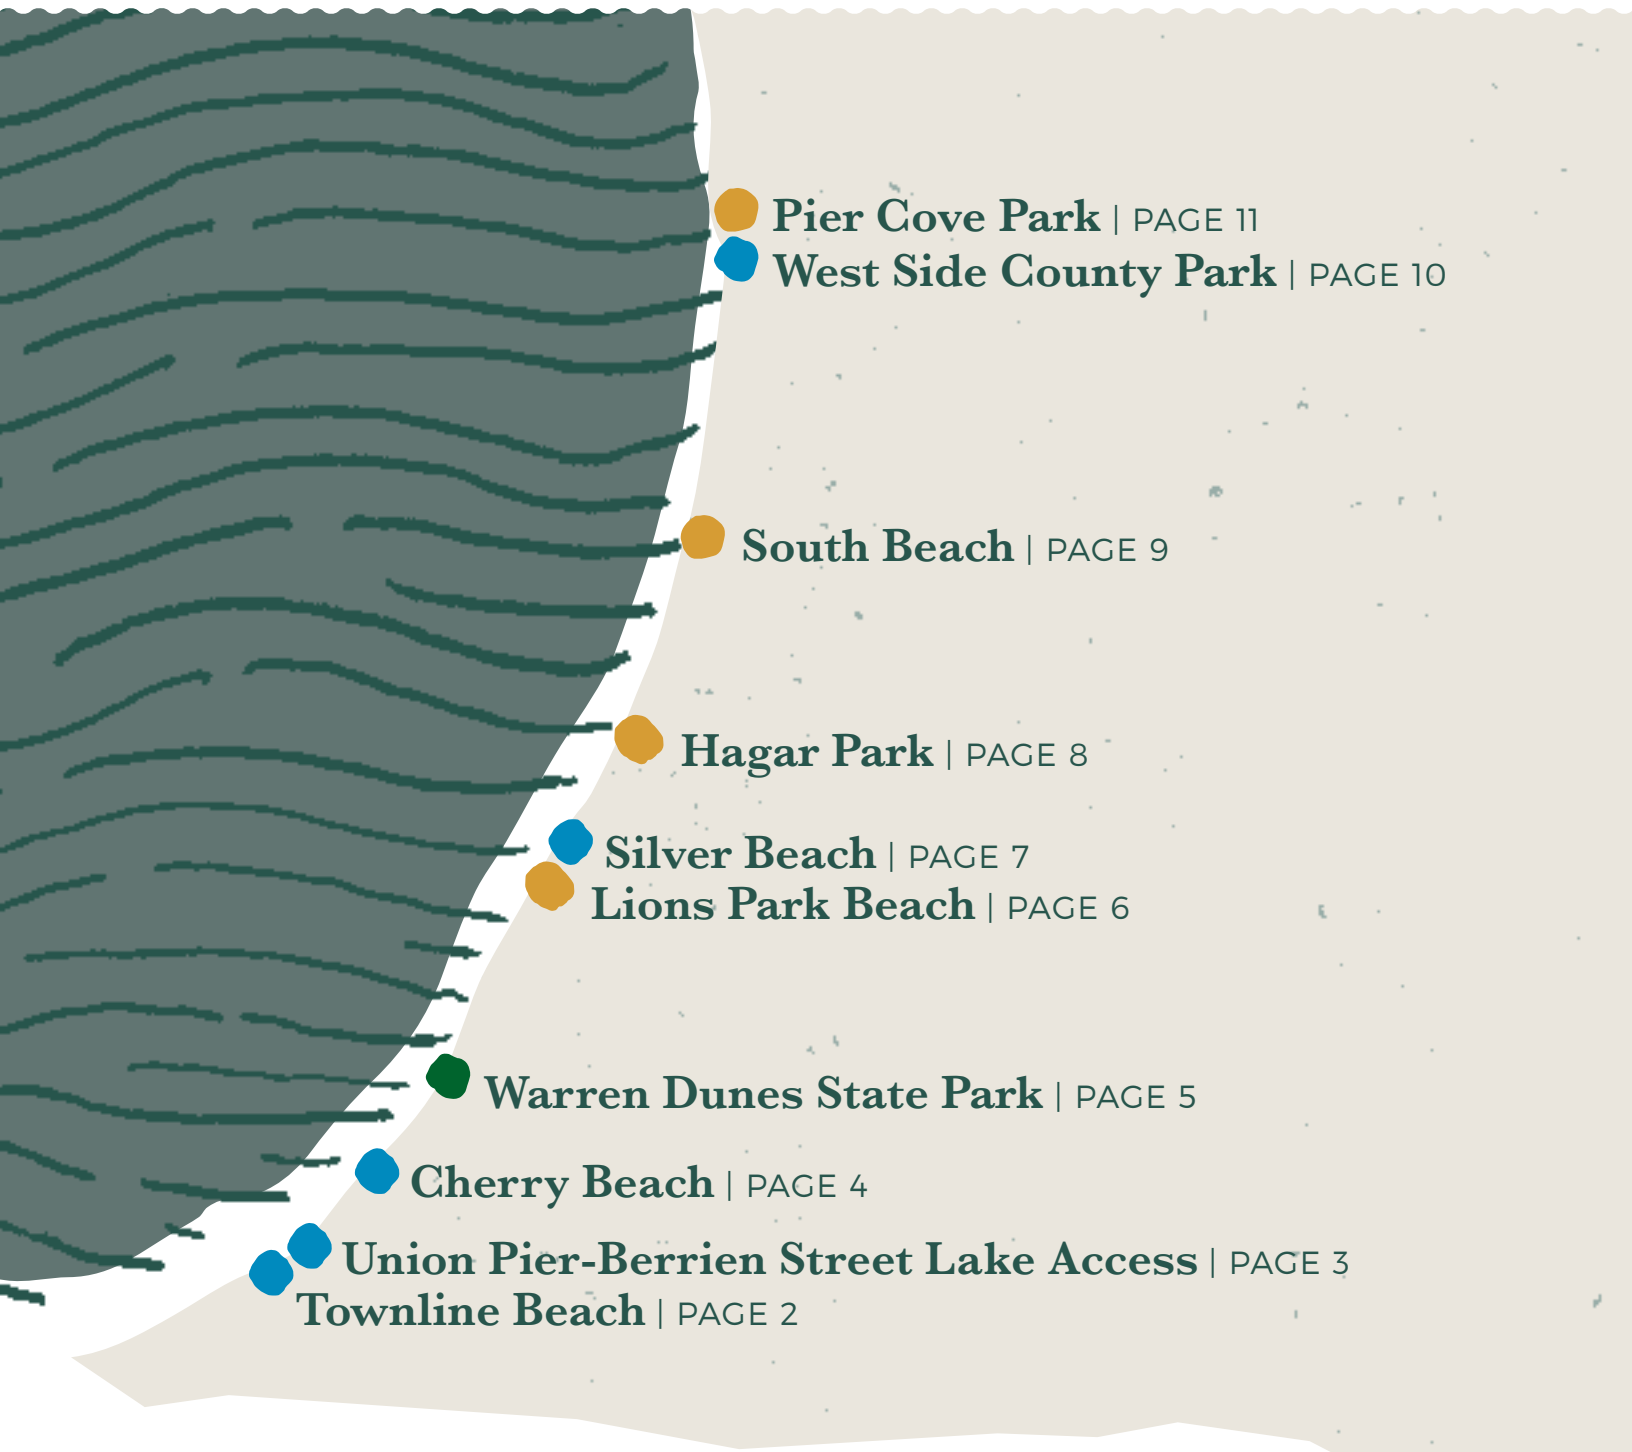 Pier Cove Park | PAGE 11
West Side County Park | PAGE 10
South Beach | PAGE 9
Hagar Park | PAGE 8
Silver Beach | PAGE 7
Lions Park Beach | PAGE 6
Warren Dunes State Park | PAGE 5
Cherry Beach | PAGE 4
Union Pier-Berrien Street Lake Access | PAGE 3
Townline Beach | PAGE 2